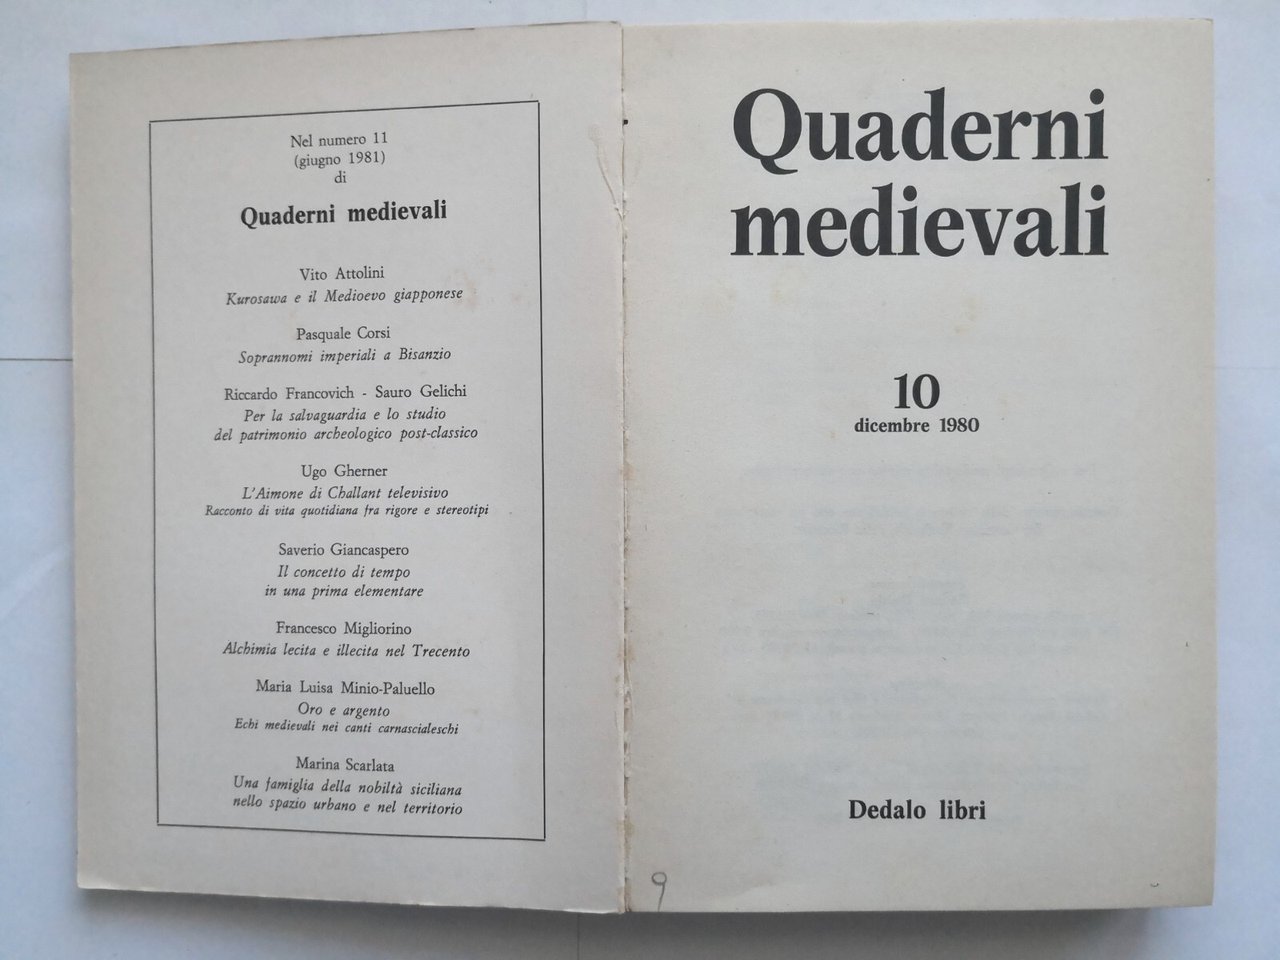 Nel numero 11
(giugno 1981)
di
Quaderni medievali
Vito Attolini
Kurosawa e il Medioevo giapponese
Pasquale Corsi
Soprannomi imperiali a Bisanzio
Riccardo Francovich - Sauro Gelichi
Per la salvaguardia e lo studio
del patrimonio archeologico post-classico
Ugo Gherner
L'Aimone di Challant televisivo
Racconto di vita quotidiana fra rigore e stereotipi
Saverio Giancaspero
Il concetto di tempo
in una prima elementare
Francesco Migliorino
Alchimia lecita e illecita nel Trecento
Maria Luisa Minio-Paluello
Oro e argento
Echi medievali nei canti carnascialeschi
Marina Scarlata
Una famiglia della nobiltà siciliana
nello spazio urbano e nel territorio
Quaderni
medievali
10
dicembre 1980
Dedalo libri
9